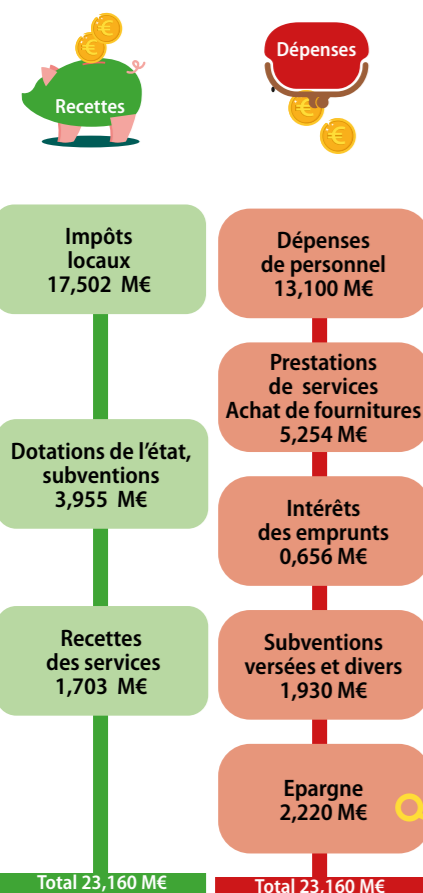 Recettes
Impôts
locaux
17,502 M€
Dotations de l'état,
subventions
3,955 M€
Recettes
des services
1,703 M€
Total 23,160 M€
Dépenses
Dépenses
de personnel
13,100 M€
Prestations
de services
Achat de fournitures
5,254 M€
Intérêts
des emprunts
0,656 M€
Subventions
versées et divers
1,930 M€
Epargne
2,220 M€
Total 23,160 M€